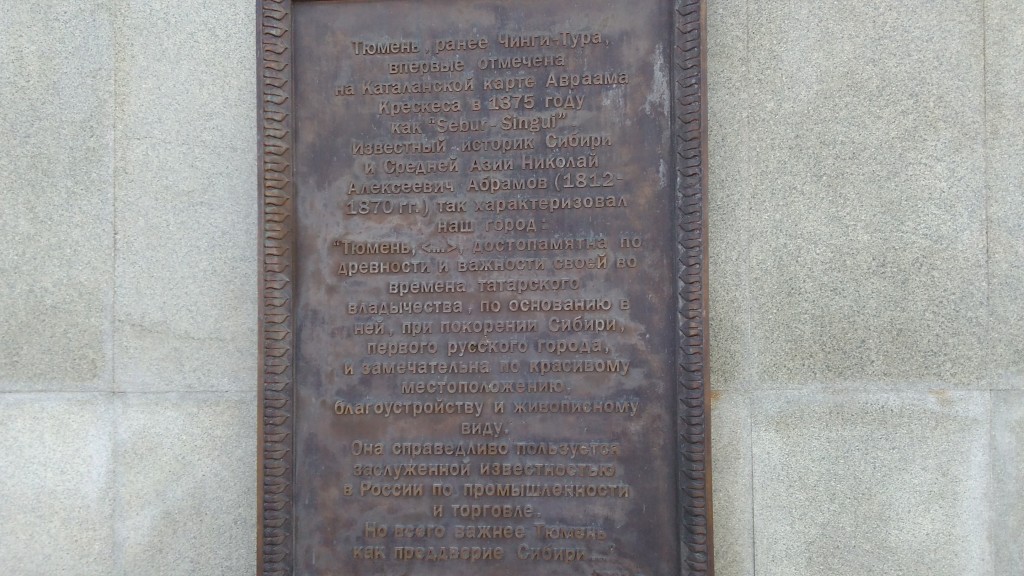 Тюмень, ранее Чинги-Тура,
впервые отмечена
на Каталанской карте Авраама
Крескеса в 1375 году
как "Sebur-Singui"
Известный историк Сибири
и Средней Азии Николай
Алексеевич Абрамов (1812-
1870 гг.) так характеризовал
наш город:
"Тюмень, <...>, достопамятна по
древности и важности своей во
времена татарского
владычества, по основанию в
ней, при покорении Сибири,
первого русского города,
и замечательна по красивому
местоположению,
благоустройству и живописному
виду.
Она справедливо пользуется
заслуженной известностью
в России по промышленности
и торговле.
Но всего важнее Тюмень
как преддверие Сибири..."